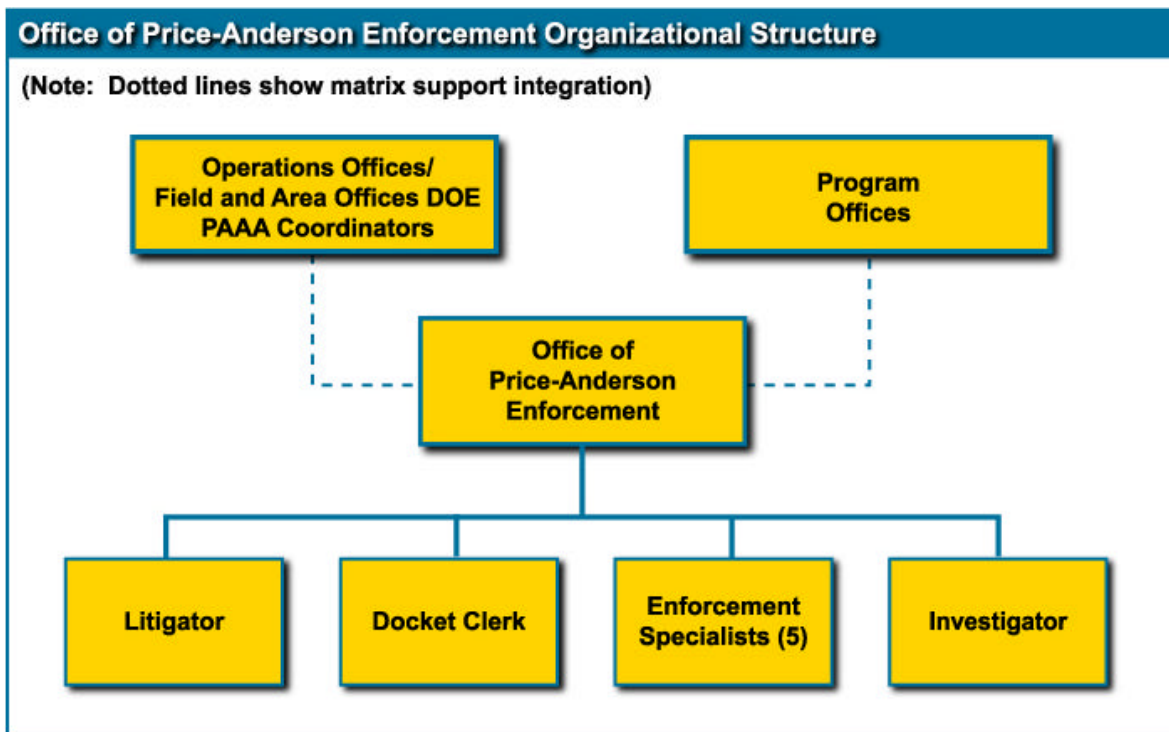 Office of Price-Anderson Enforcement Organizational Structure
(Note: Dotted lines show matrix support integration)
Operations Offices/
Field and Area Offices DOE
PAAA Coordinators
Program
Offices
Office of
Price-Anderson
Enforcement
Litigator
Docket Clerk
Enforcement
Specialists (5)
Investigator